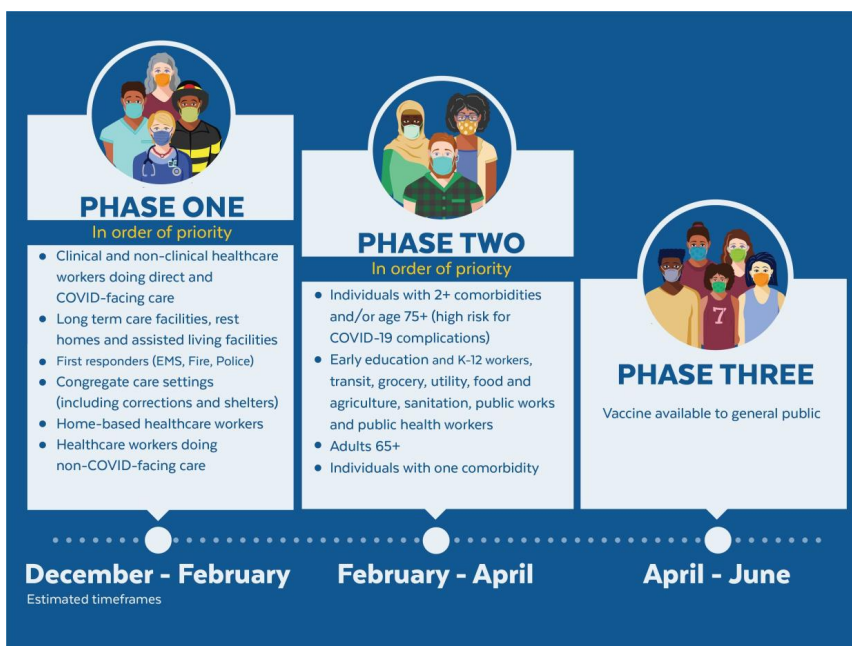 PHASE ONE
In order of priority
• Clinical and non-clinical healthcare
workers doing direct and
COVID-facing care
• Long term care facilities, rest
homes and assisted living facilities
• First responders (EMS, Fire, Police)
• Congregate care settings
(including corrections and shelters)
• Home-based healthcare workers
• Healthcare workers doing
non-COVID-facing care
December - February
Estimated timeframes
PHASE TWO
In order of priority
• Individuals with 2+ comorbidities
and/or age 75+ (high risk for
COVID-19 complications)
• Early education and K-12 workers,
transit, grocery, utility, food and
agriculture, sanitation, public works
and public health workers
• Adults 65+
• Individuals with one comorbidity
February - April
7
PHASE THREE
Vaccine available to general public
April - June